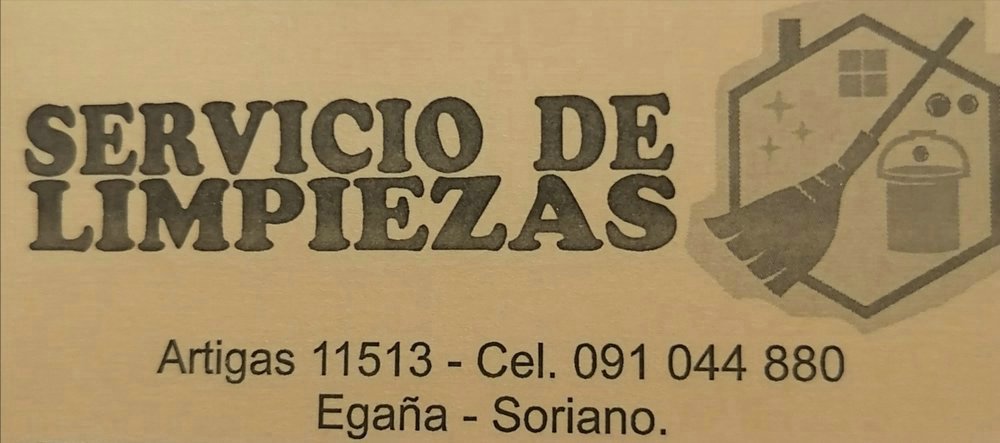 SERVICIO DE
LIMPIEZAS
Artigas 11513 - Cel. 091 044 880
Egaña - Soriano.